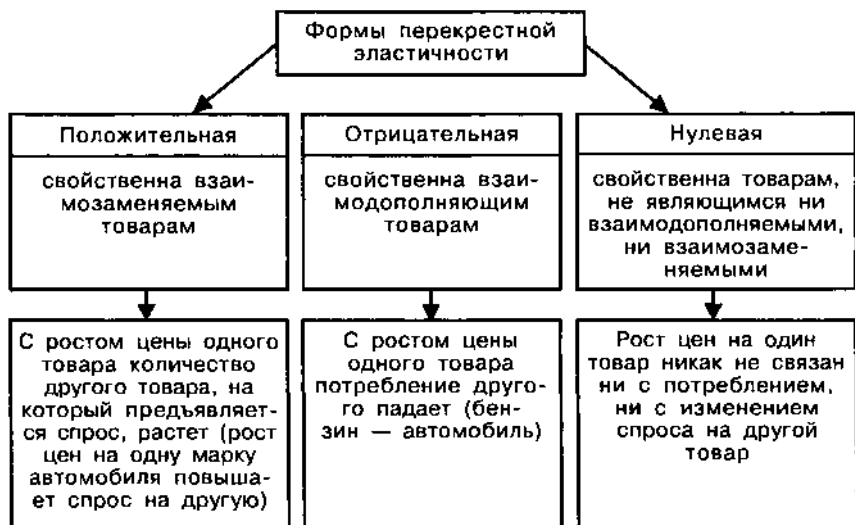 Формы перекрестной
эластичности
Положительная
свойственна взаи-
мозаменяемым
товарам
Отрицательная
свойственна взаи-
модополняющим
товарам
Нулевая
свойственна товарам,
не являющимся ни
взаимодополняемыми,
ни взаимозаме-
няемыми
С ростом цены одного
товара количество
другого товара, на
который предъявляет-
ся спрос, растет (рост
цен на одну марку
автомобиля повыша-
ет спрос на другую)
С ростом цены
одного товара
потребление друго-
го падает (бен-
зин — автомобиль)
Рост цен на один
товар никак не связан
ни с потреблением,
ни с изменением
спроса на другой
товар